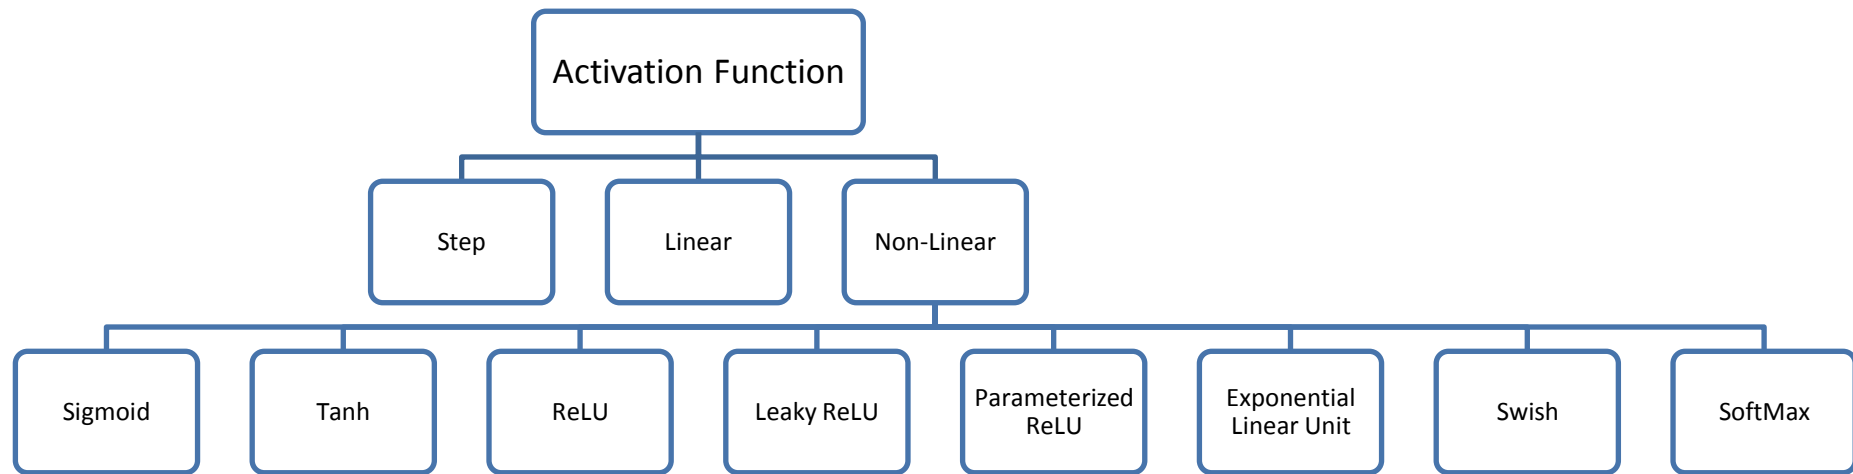 Activation Function
Step
Linear
Non-Linear
Sigmoid
Tanh
ReLU
Leaky ReLU
Parameterized
ReLU
Exponential
Linear Unit
Swish
SoftMax